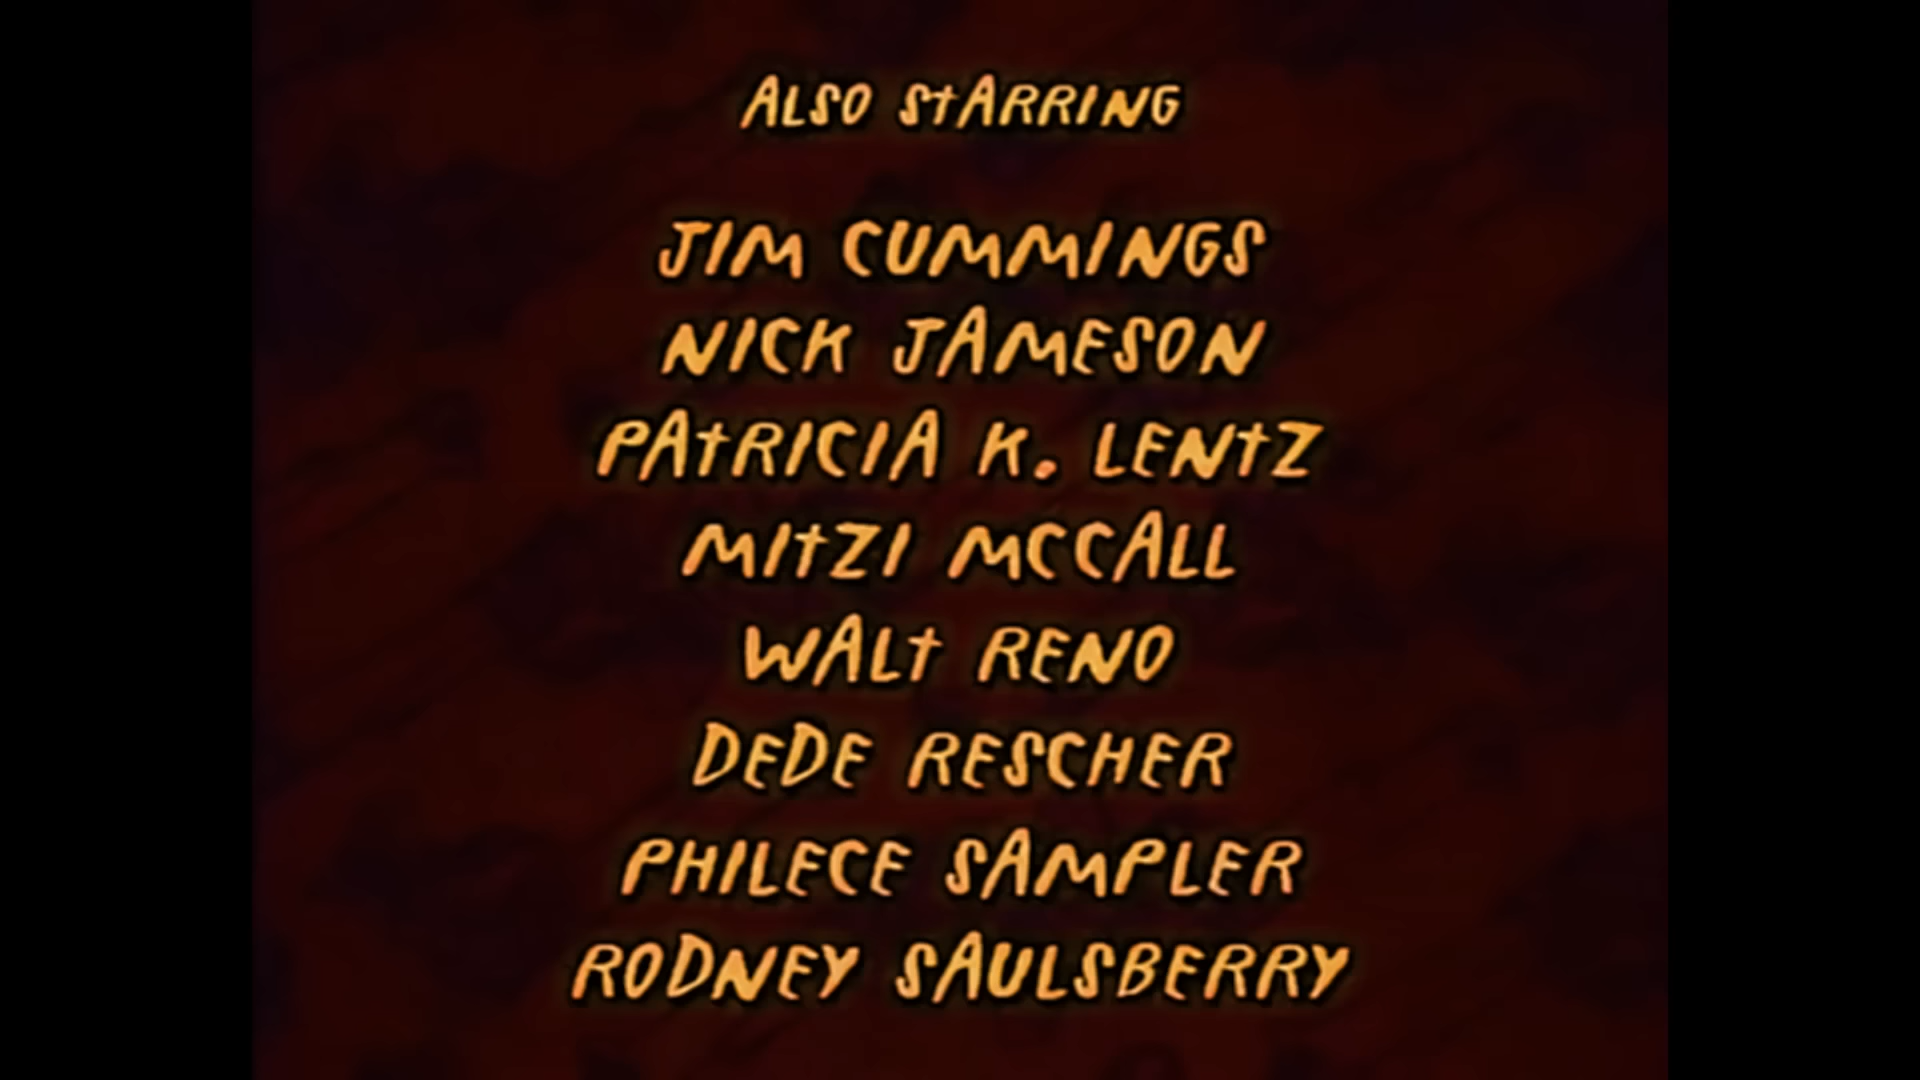 ALSO STARRING
JIM CUMMINGS
NICK JAMESON
PATRICIA K. LENTZ
MITZI MCCALL
WALT RENO
DEDE RESCHER
PHILECE SAMPLER
RODNEY SAULSBERRY